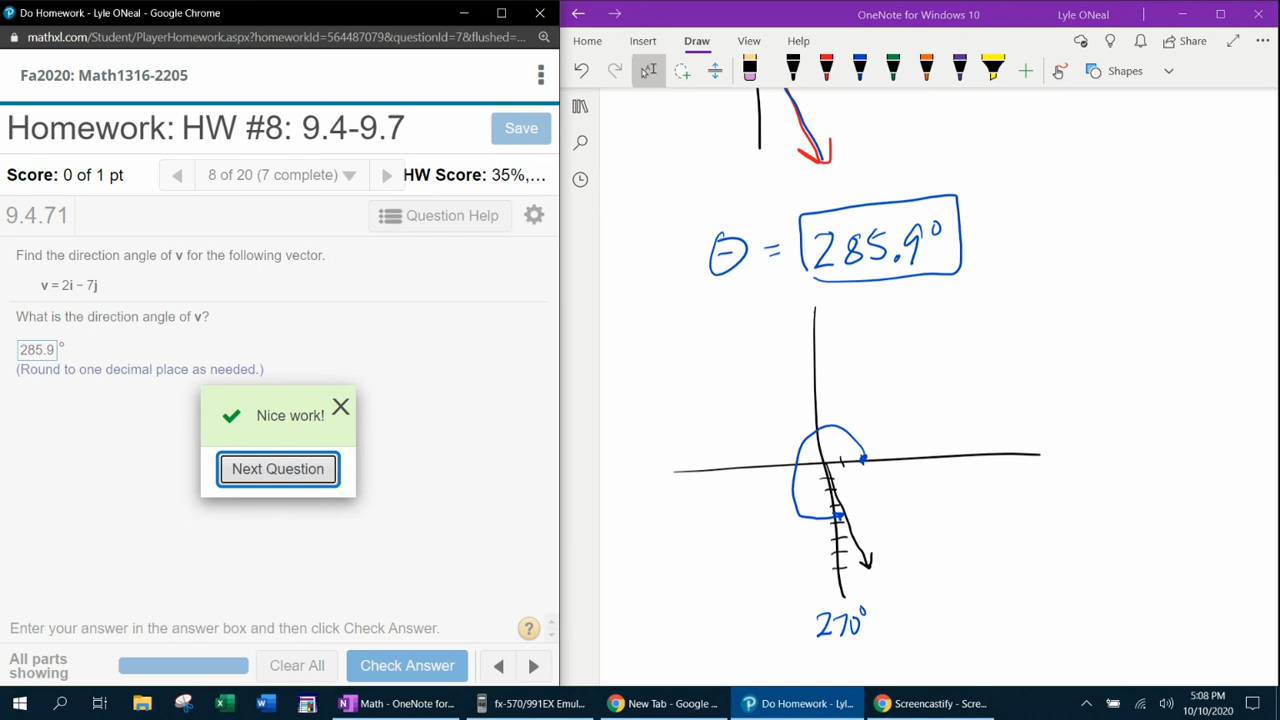 Do Homework - Lyle ONeal - Google Chrome
mathxl.com/Student/PlayerHomework.aspx?homeworkId=564487079&questionId=7&flushed=...
Fa2020: Math1316-2205
Homework: HW #8: 9.4-9.7
Save
Score: 0 of 1 pt
8 of 20 (7 complete)
HW Score: 35%,...
9.4.71
Question Help
Find the direction angle of v for the following vector.
v = 2i − 7j
What is the direction angle of v?
285.9°
(Round to one decimal place as needed.)
Nice work!
Next Question
Enter your answer in the answer box and then click Check Answer.
?
All parts
showing
Clear All
Check Answer
OneNote for Windows 10
Lyle ONeal
Home Insert Draw View Help
Share
Shapes
θ = 285.9°
270°
Math - OneNote for...
fx-570/991EX Emul...
New Tab - Google ...
Do Homework - Lyl...
Screencastify - Scre...
5:08 PM
10/10/2020